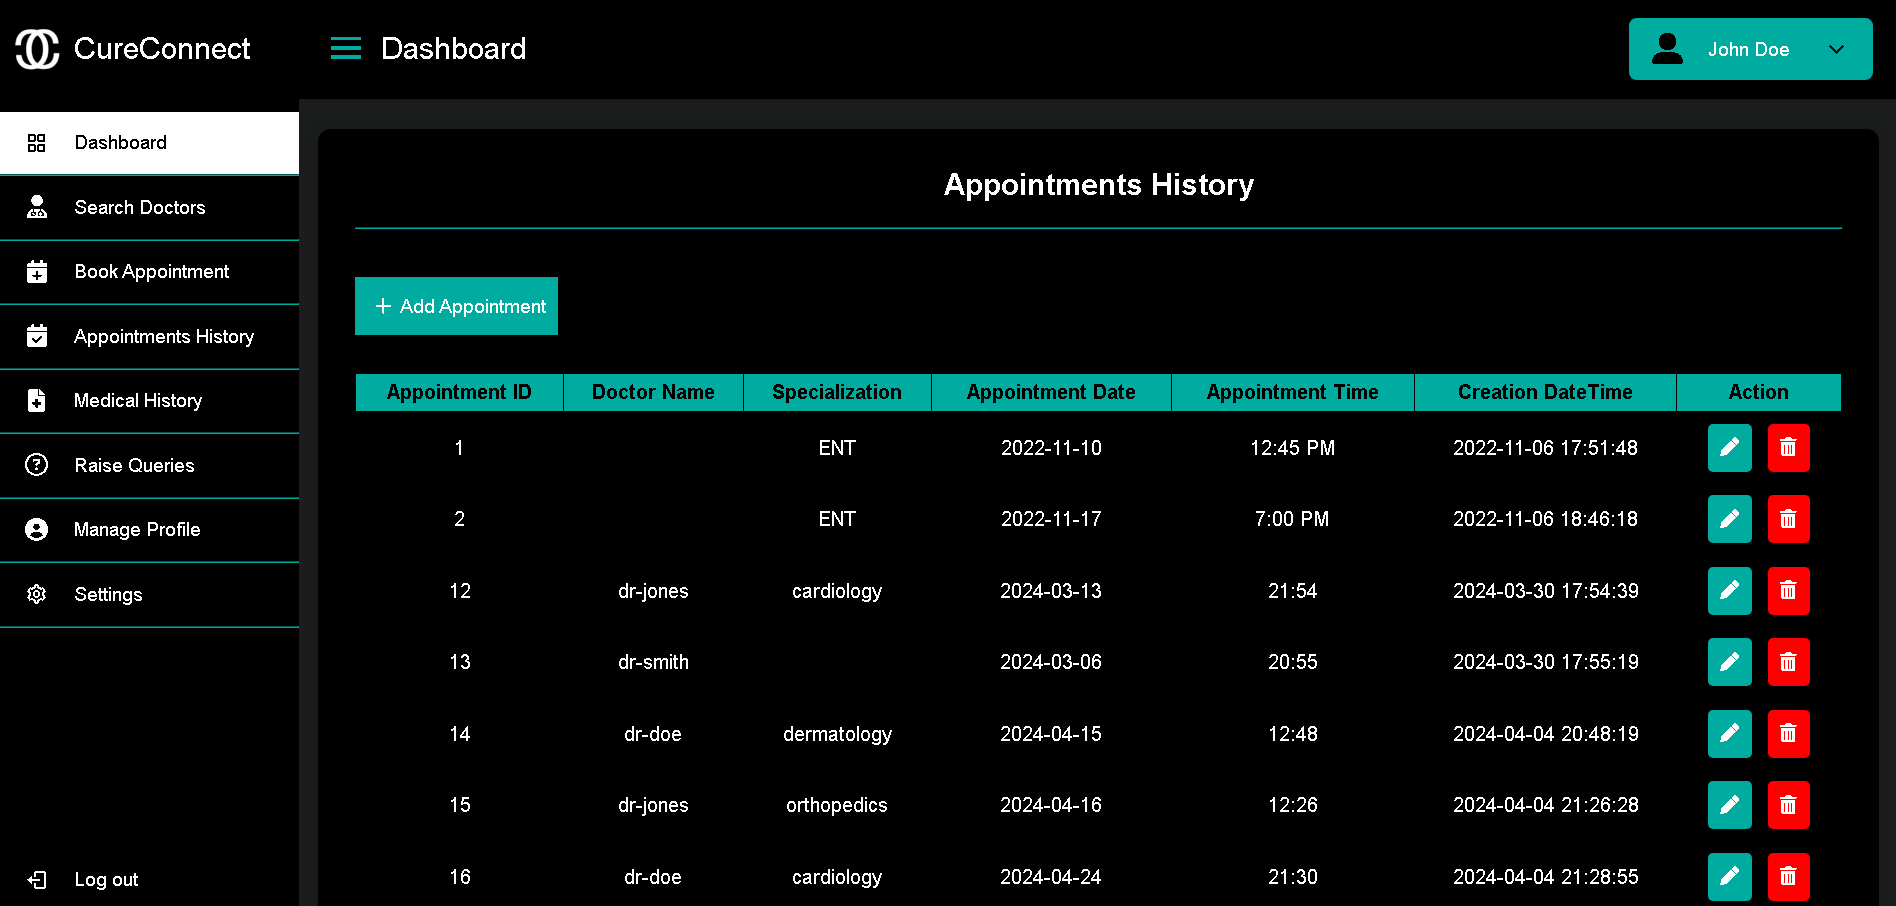 CureConnect
Dashboard
John Doe
Dashboard
Search Doctors
Book Appointment
Appointments History
Medical History
Raise Queries
Manage Profile
Settings
Log out
Appointments History
+ Add Appointment
Appointment ID Doctor Name Specialization Appointment Date Appointment Time Creation DateTime Action
1 ENT 2022-11-10 12:45 PM 2022-11-06 17:51:48
2 ENT 2022-11-17 7:00 PM 2022-11-06 18:46:18
12 dr-jones cardiology 2024-03-13 21:54 2024-03-30 17:54:39
13 dr-smith 2024-03-06 20:55 2024-03-30 17:55:19
14 dr-doe dermatology 2024-04-15 12:48 2024-04-04 20:48:19
15 dr-jones orthopedics 2024-04-16 12:26 2024-04-04 21:26:28
16 dr-doe cardiology 2024-04-24 21:30 2024-04-04 21:28:55